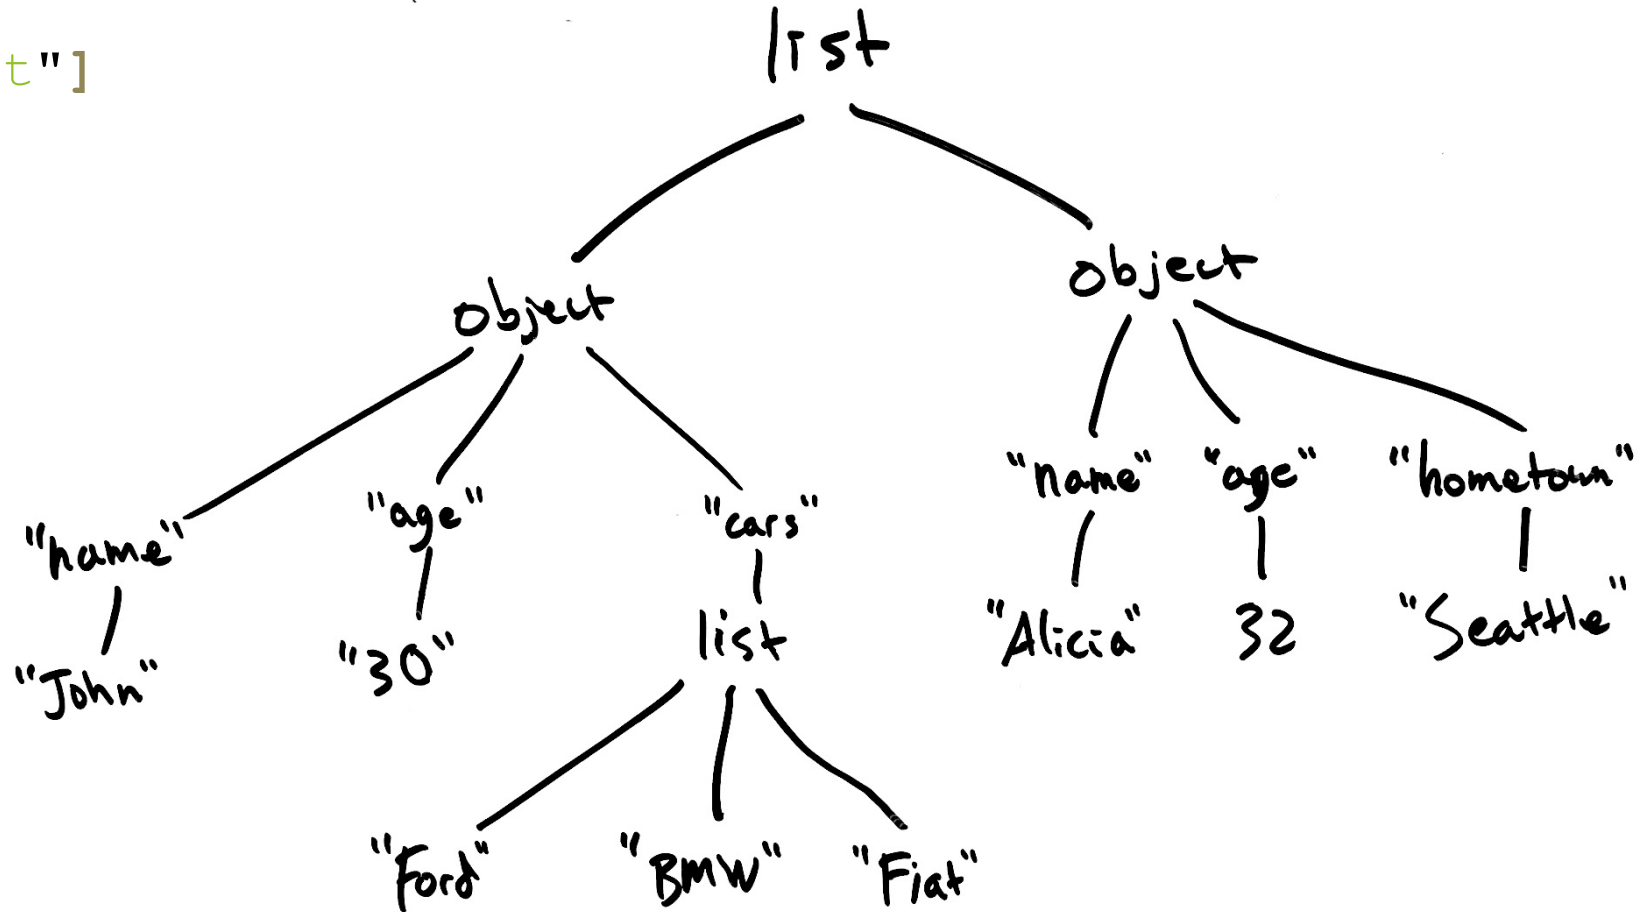 list
t"]
object
object
"name" "age" "hometown"
"name" "age" "cars"
"Alicia" 32 "Seattle"
"John" "30" list
"Ford" "BMW" "Fiat"